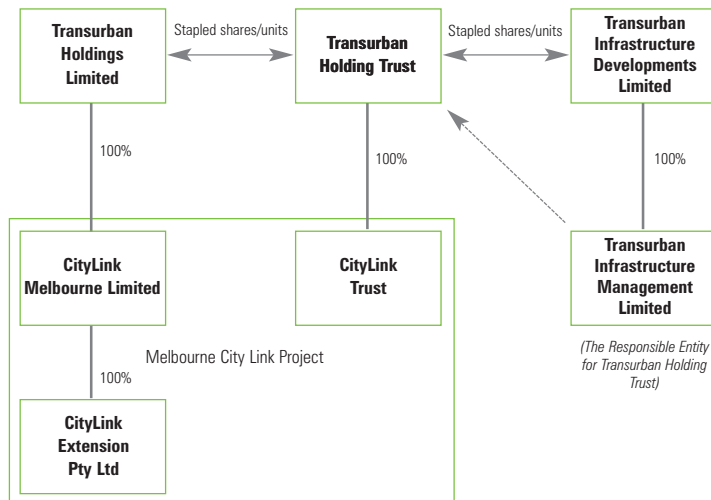 Transurban
Holdings
Limited
Stapled shares/units
Transurban
Holding Trust
Stapled shares/units
Transurban
Infrastructure
Developments
Limited
100%
100%
100%
CityLink
Melbourne Limited
CityLink
Trust
Transurban
Infrastructure
Management
Limited
(The Responsible Entity
for Transurban Holding
Trust)
Melbourne City Link Project
100%
CityLink
Extension
Pty Ltd